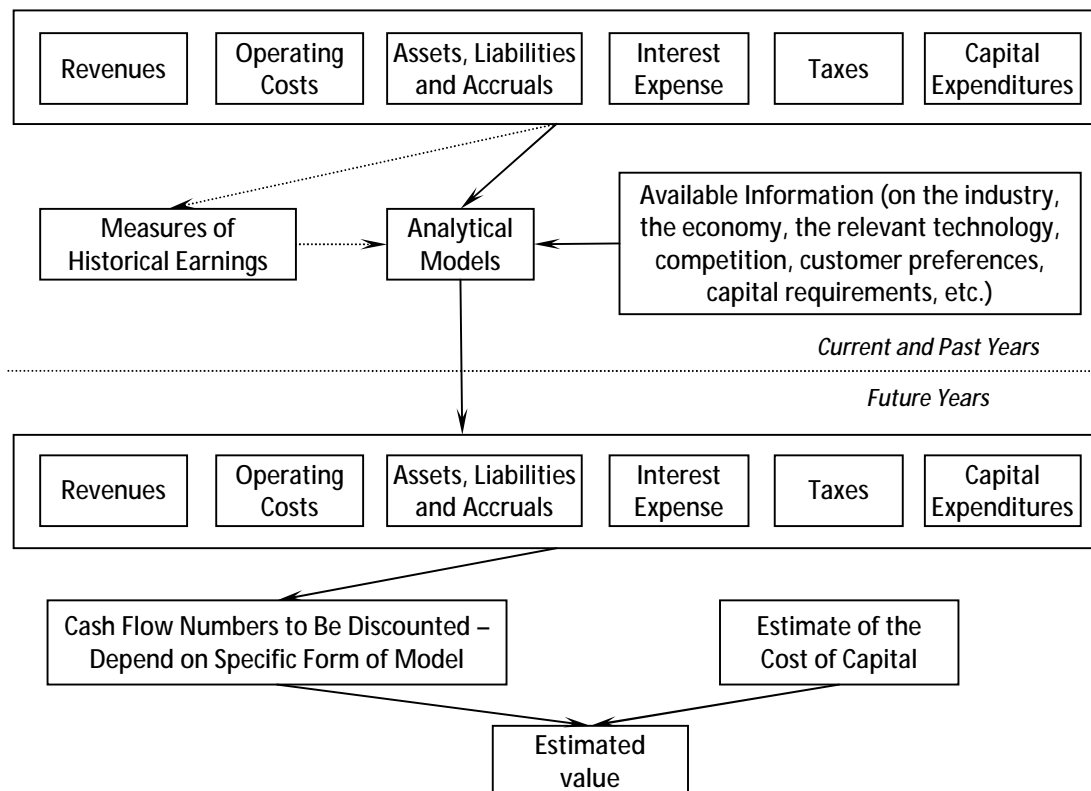 Revenues
Operating
Costs
Assets, Liabilities
and Accruals
Interest
Expense
Taxes
Capital
Expenditures
Measures of
Historical Earnings
Analytical
Models
Available Information (on the industry,
the economy, the relevant technology,
competition, customer preferences,
capital requirements, etc.)
Current and Past Years
Future Years
Revenues
Operating
Costs
Assets, Liabilities
and Accruals
Interest
Expense
Taxes
Capital
Expenditures
Cash Flow Numbers to Be Discounted –
Depend on Specific Form of Model
Estimate of the
Cost of Capital
Estimated
value